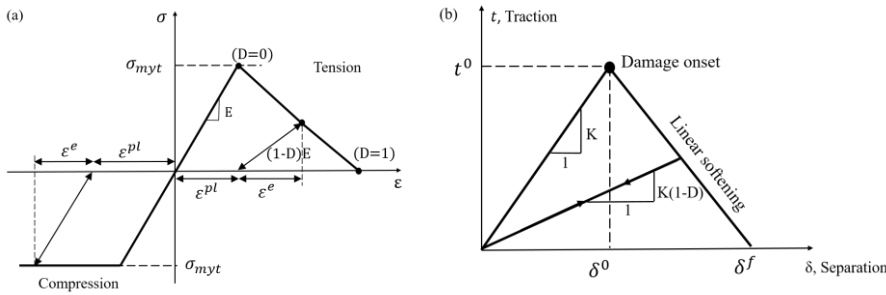 (a)
σ
(D=0)
σₘyₜ
Tension
E
εᵉ
εᵖˡ
(1-D)E
(D=1)
ε
εᵖˡ
εᵉ
σₘyₜ
Compression
(b)
t, Traction
t⁰
Damage onset
K
1
Linear softening
K(1-D)
1
δ⁰
δᶠ
δ, Separation